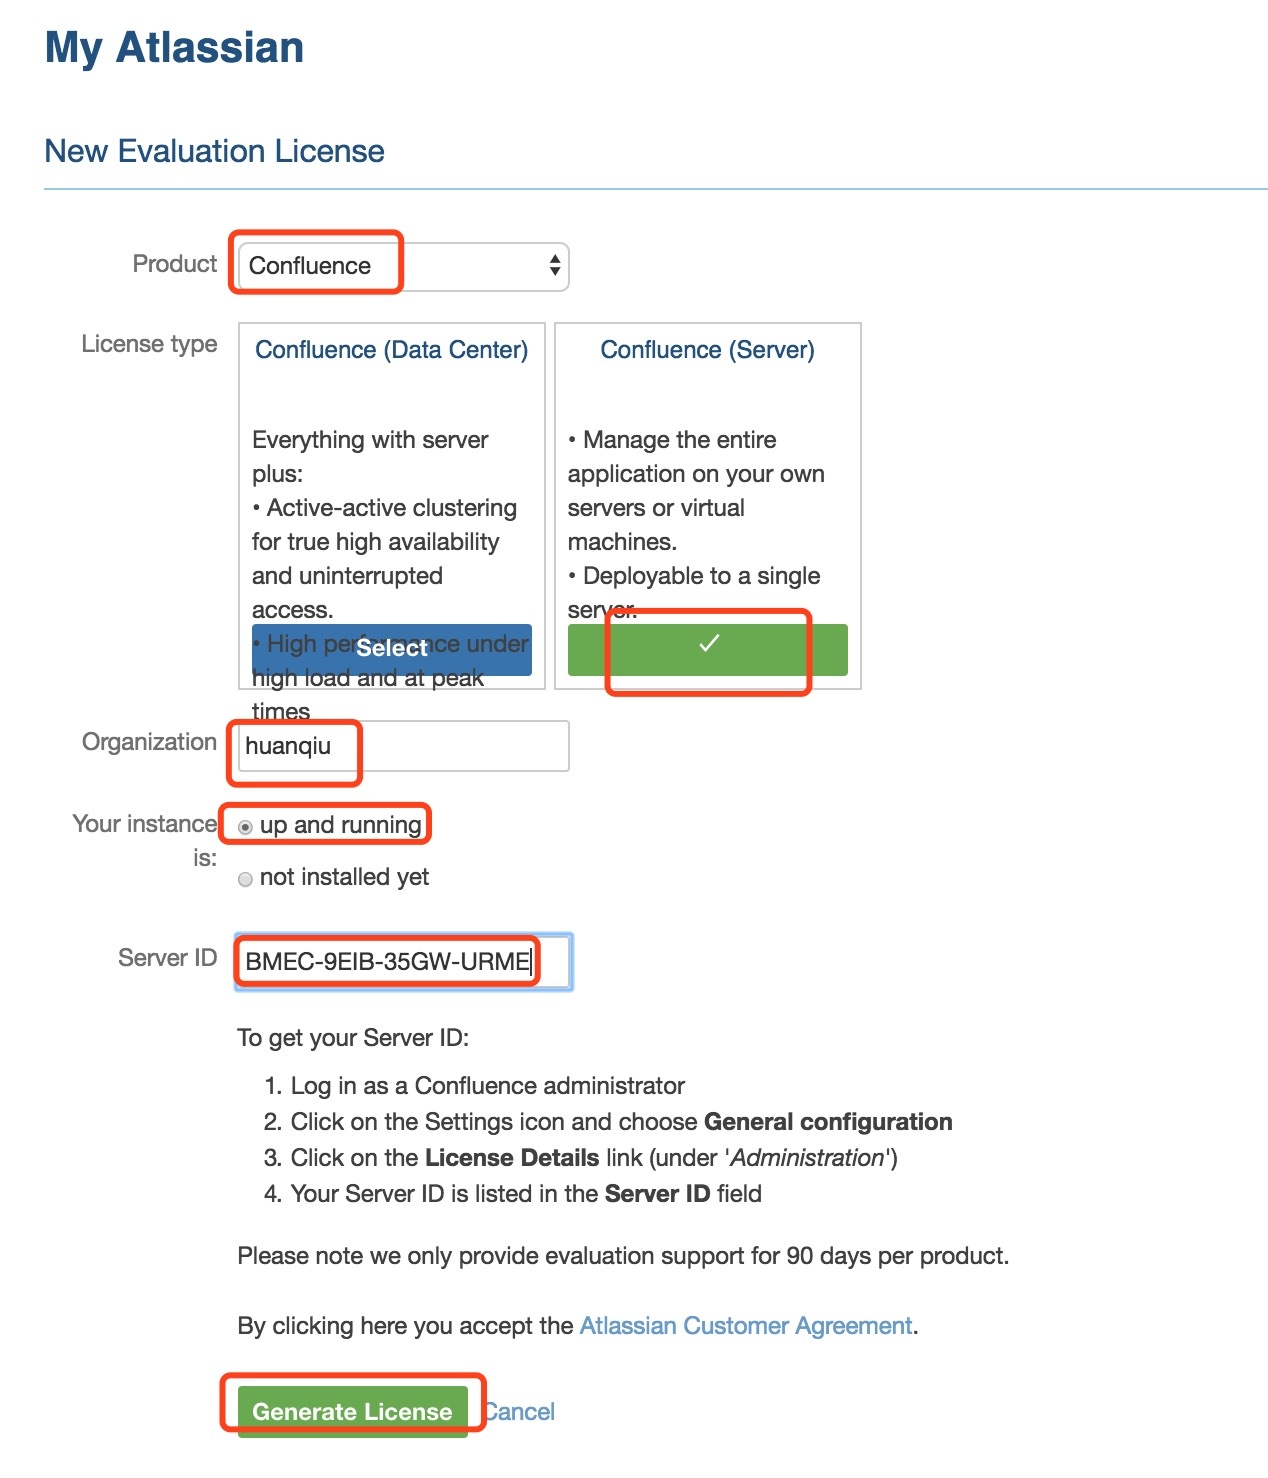 My Atlassian
New Evaluation License
Product
Confluence
License type
Confluence (Data Center)
Everything with server
plus:
• Active-active clustering
for true high availability
and uninterrupted
access.
• High performance under
Select
high load and at peak
times
Confluence (Server)
• Manage the entire
application on your own
servers or virtual
machines.
• Deployable to a single
server.
✓
Organization
huanqiu
Your instance
is:
up and running
not installed yet
Server ID
BMEC-9EIB-35GW-URME
To get your Server ID:
1. Log in as a Confluence administrator
2. Click on the Settings icon and choose General configuration
3. Click on the License Details link (under 'Administration')
4. Your Server ID is listed in the Server ID field
Please note we only provide evaluation support for 90 days per product.
By clicking here you accept the Atlassian Customer Agreement.
Generate License
Cancel